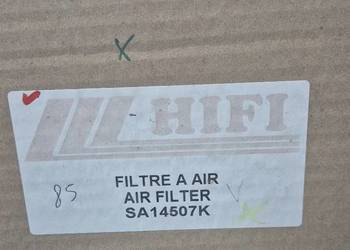 HIFI
85
FILTRE A AIR
AIR FILTER
SA14507K